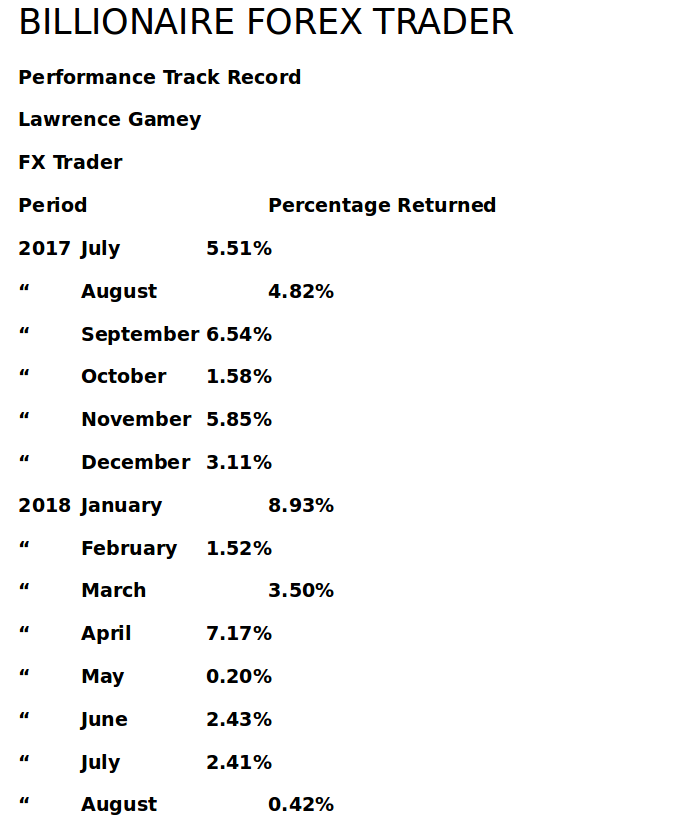 BILLIONAIRE FOREX TRADER
Performance Track Record
Lawrence Gamey
FX Trader
Period Percentage Returned
2017 July 5.51%
“ August 4.82%
“ September 6.54%
“ October 1.58%
“ November 5.85%
“ December 3.11%
2018 January 8.93%
“ February 1.52%
“ March 3.50%
“ April 7.17%
“ May 0.20%
“ June 2.43%
“ July 2.41%
“ August 0.42%